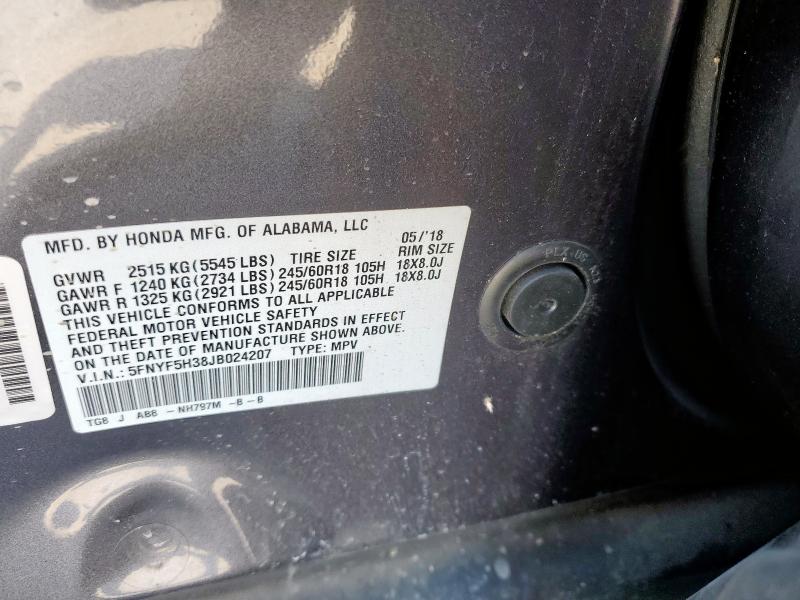 MFD. BY HONDA MFG. OF ALABAMA, LLC 05/'18
GVWR 2515 KG (5545 LBS) TIRE SIZE RIM SIZE
GAWR F 1240 KG (2734 LBS) 245/60R18 105H 18X8.0J
GAWR R 1325 KG (2921 LBS) 245/60R18 105H 18X8.0J
THIS VEHICLE CONFORMS TO ALL APPLICABLE
FEDERAL MOTOR VEHICLE SAFETY
AND THEFT PREVENTION STANDARDS IN EFFECT
ON THE DATE OF MANUFACTURE SHOWN ABOVE.
V.I.N.: 5FNYF5H38JB024207 TYPE: MPV
TG8 J AB8 -NH797M -B-B